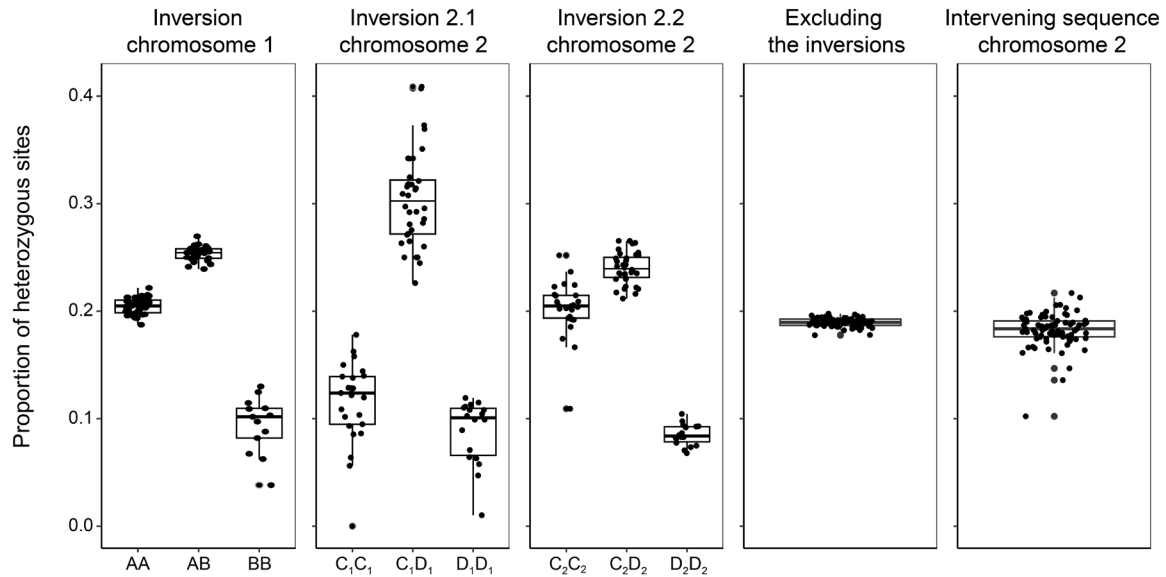 Inversion
chromosome 1
Inversion 2.1
chromosome 2
Inversion 2.2
chromosome 2
Excluding
the inversions
Intervening sequence
chromosome 2
Proportion of heterozygous sites
0.4
0.3
0.2
0.1
0.0
AA AB BB
C₁C₁ C₁D₁ D₁D₁
C₂C₂ C₂D₂ D₂D₂